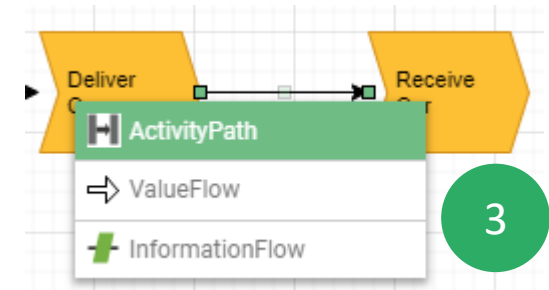 Deliver
Receive
ActivityPath
ValueFlow
InformationFlow
3